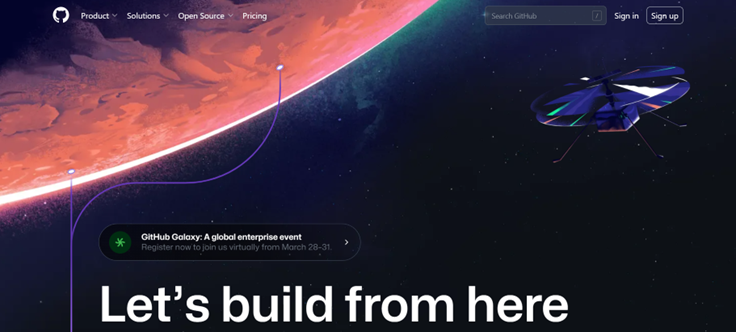 Product Solutions Open Source Pricing Search GitHub / Sign in Sign up
GitHub Galaxy: A global enterprise event
Register now to join us virtually from March 28-31.
Let's build from here